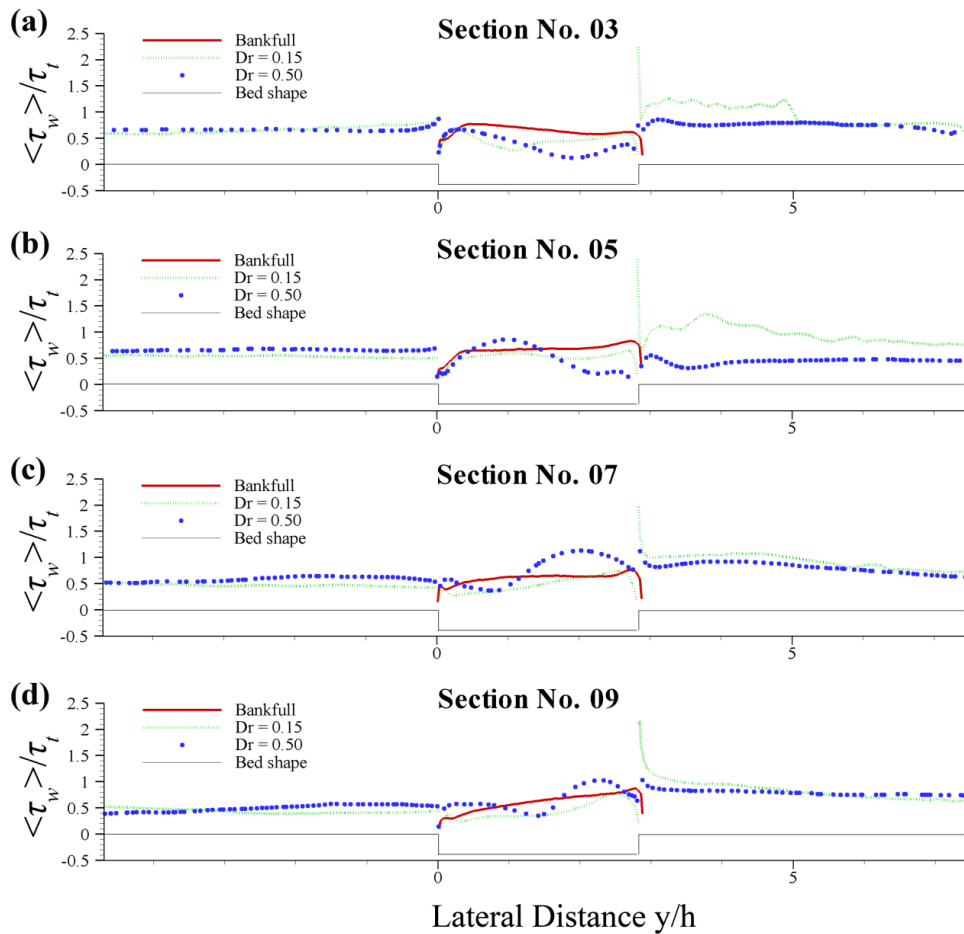 (a)
Section No. 03
<τw>/τt
2.5
2
1.5
1
0.5
0
-0.5
Bankfull
Dr = 0.15
Dr = 0.50
Bed shape
0
5
(b)
Section No. 05
<τw>/τt
2.5
2
1.5
1
0.5
0
-0.5
Bankfull
Dr = 0.15
Dr = 0.50
Bed shape
0
5
(c)
Section No. 07
<τw>/τt
2.5
2
1.5
1
0.5
0
-0.5
Bankfull
Dr = 0.15
Dr = 0.50
Bed shape
0
5
(d)
Section No. 09
<τw>/τt
2.5
2
1.5
1
0.5
0
-0.5
Bankfull
Dr = 0.15
Dr = 0.50
Bed shape
0
5
Lateral Distance y/h